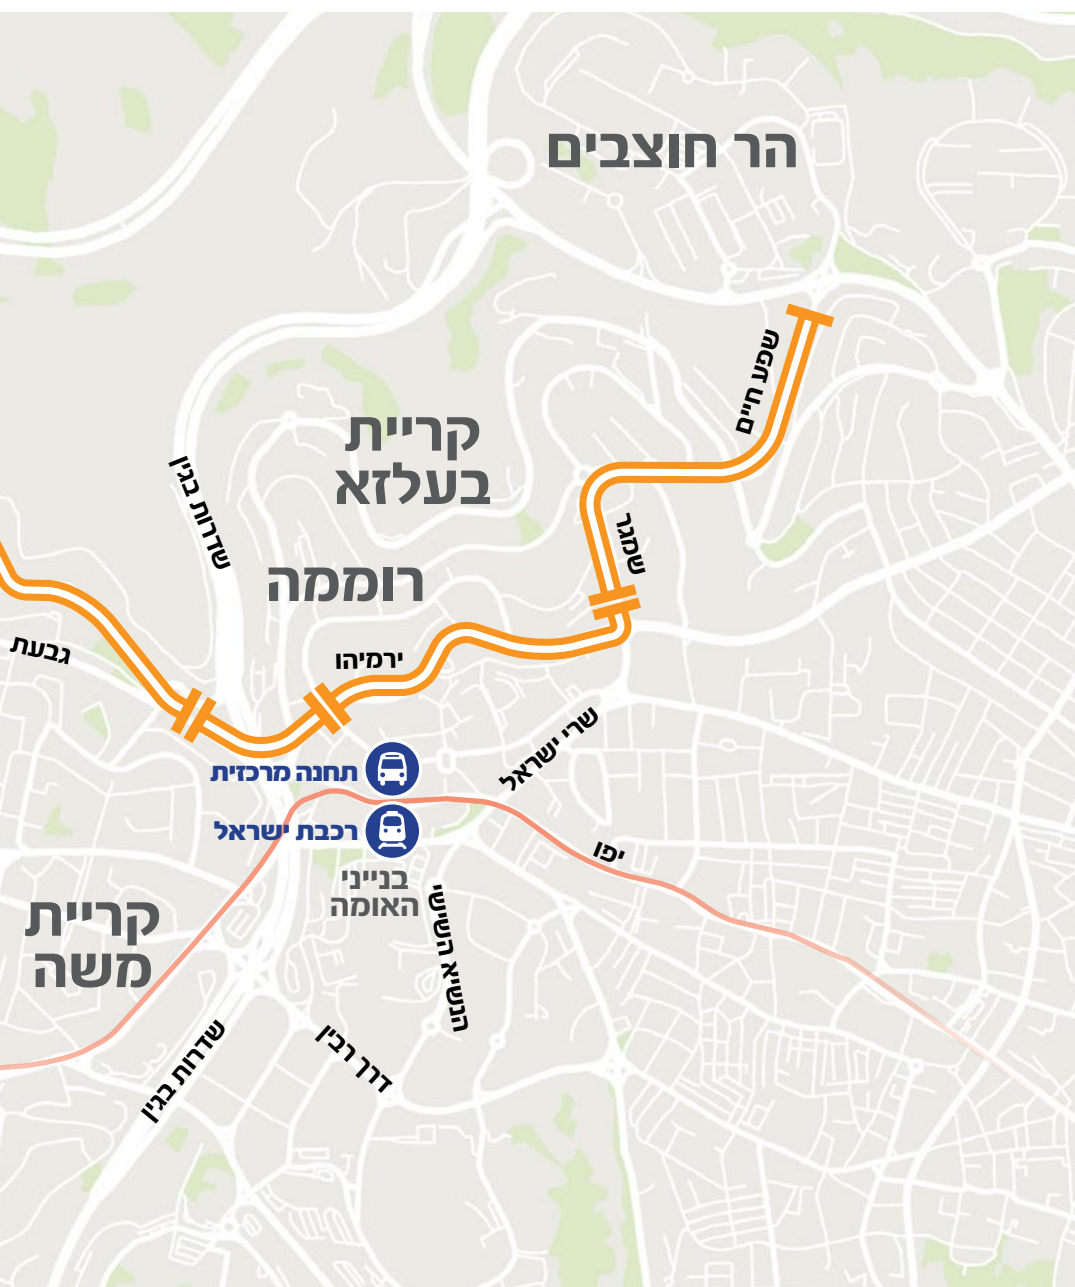 הר חוצבים
שפע חיים
קריית
בעלזא
שדרות בגין
שמגר
רוממה
גבעת
ירמיהו
שרי ישראל
תחנה מרכזית
רכבת ישראל
יפו
בנייני
האומה
הנשיא השישי
קריית
משה
שדרות בגין
דרך רבין